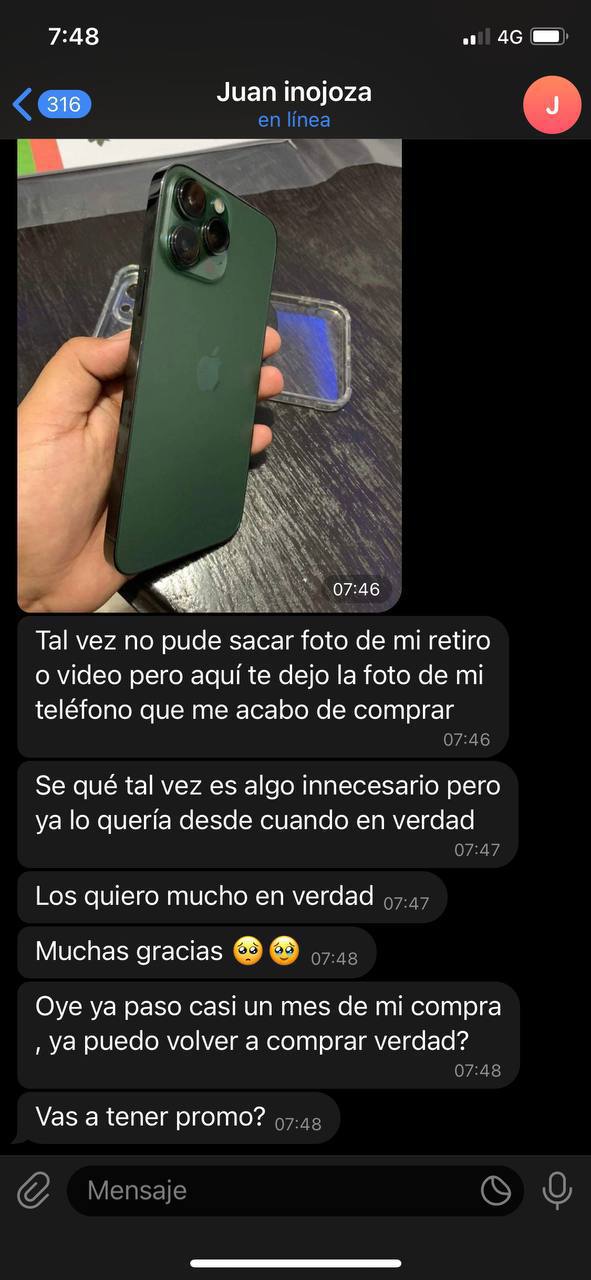 7:48
4G
316
Juan inojoza
en línea
J
07:46
Tal vez no pude sacar foto de mi retiro
o video pero aquí te dejo la foto de mi
teléfono que me acabo de comprar
07:46
Se qué tal vez es algo innecesario pero
ya lo quería desde cuando en verdad
07:47
Los quiero mucho en verdad 07:47
Muchas gracias 🥺🥹 07:48
Oye ya paso casi un mes de mi compra
, ya puedo volver a comprar verdad?
07:48
Vas a tener promo? 07:48
Mensaje